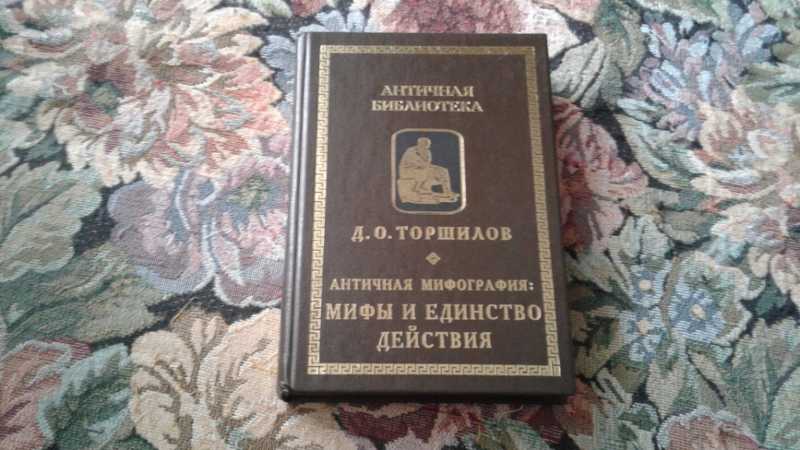 АНТИЧНАЯ
БИБЛИОТЕКА
Д. О. ТОРШИЛОВ
АНТИЧНАЯ МИФОГРАФИЯ:
МИФЫ И ЕДИНСТВО
ДЕЙСТВИЯ